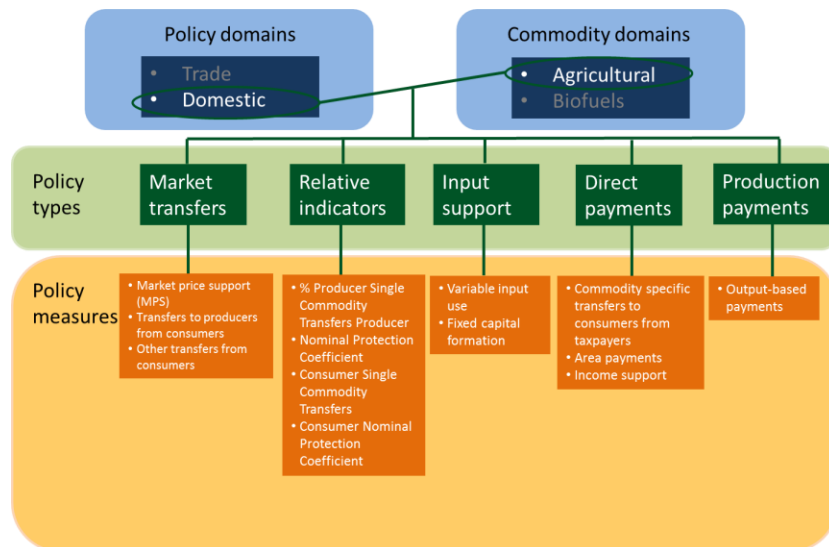 Policy domains
• Trade
• Domestic
Commodity domains
• Agricultural
• Biofuels
Policy
types
Market
transfers
Relative
indicators
Input
support
Direct
payments
Production
payments
Policy
measures
• Market price support
(MPS)
• Transfers to producers
from consumers
• Other transfers from
consumers
• % Producer Single
Commodity
Transfers Producer
• Nominal Protection
Coefficient
• Consumer Single
Commodity
Transfers
• Consumer Nominal
Protection
Coefficient
• Variable input
use
• Fixed capital
formation
• Commodity specific
transfers to
consumers from
taxpayers
• Area payments
• Income support
• Output-based
payments